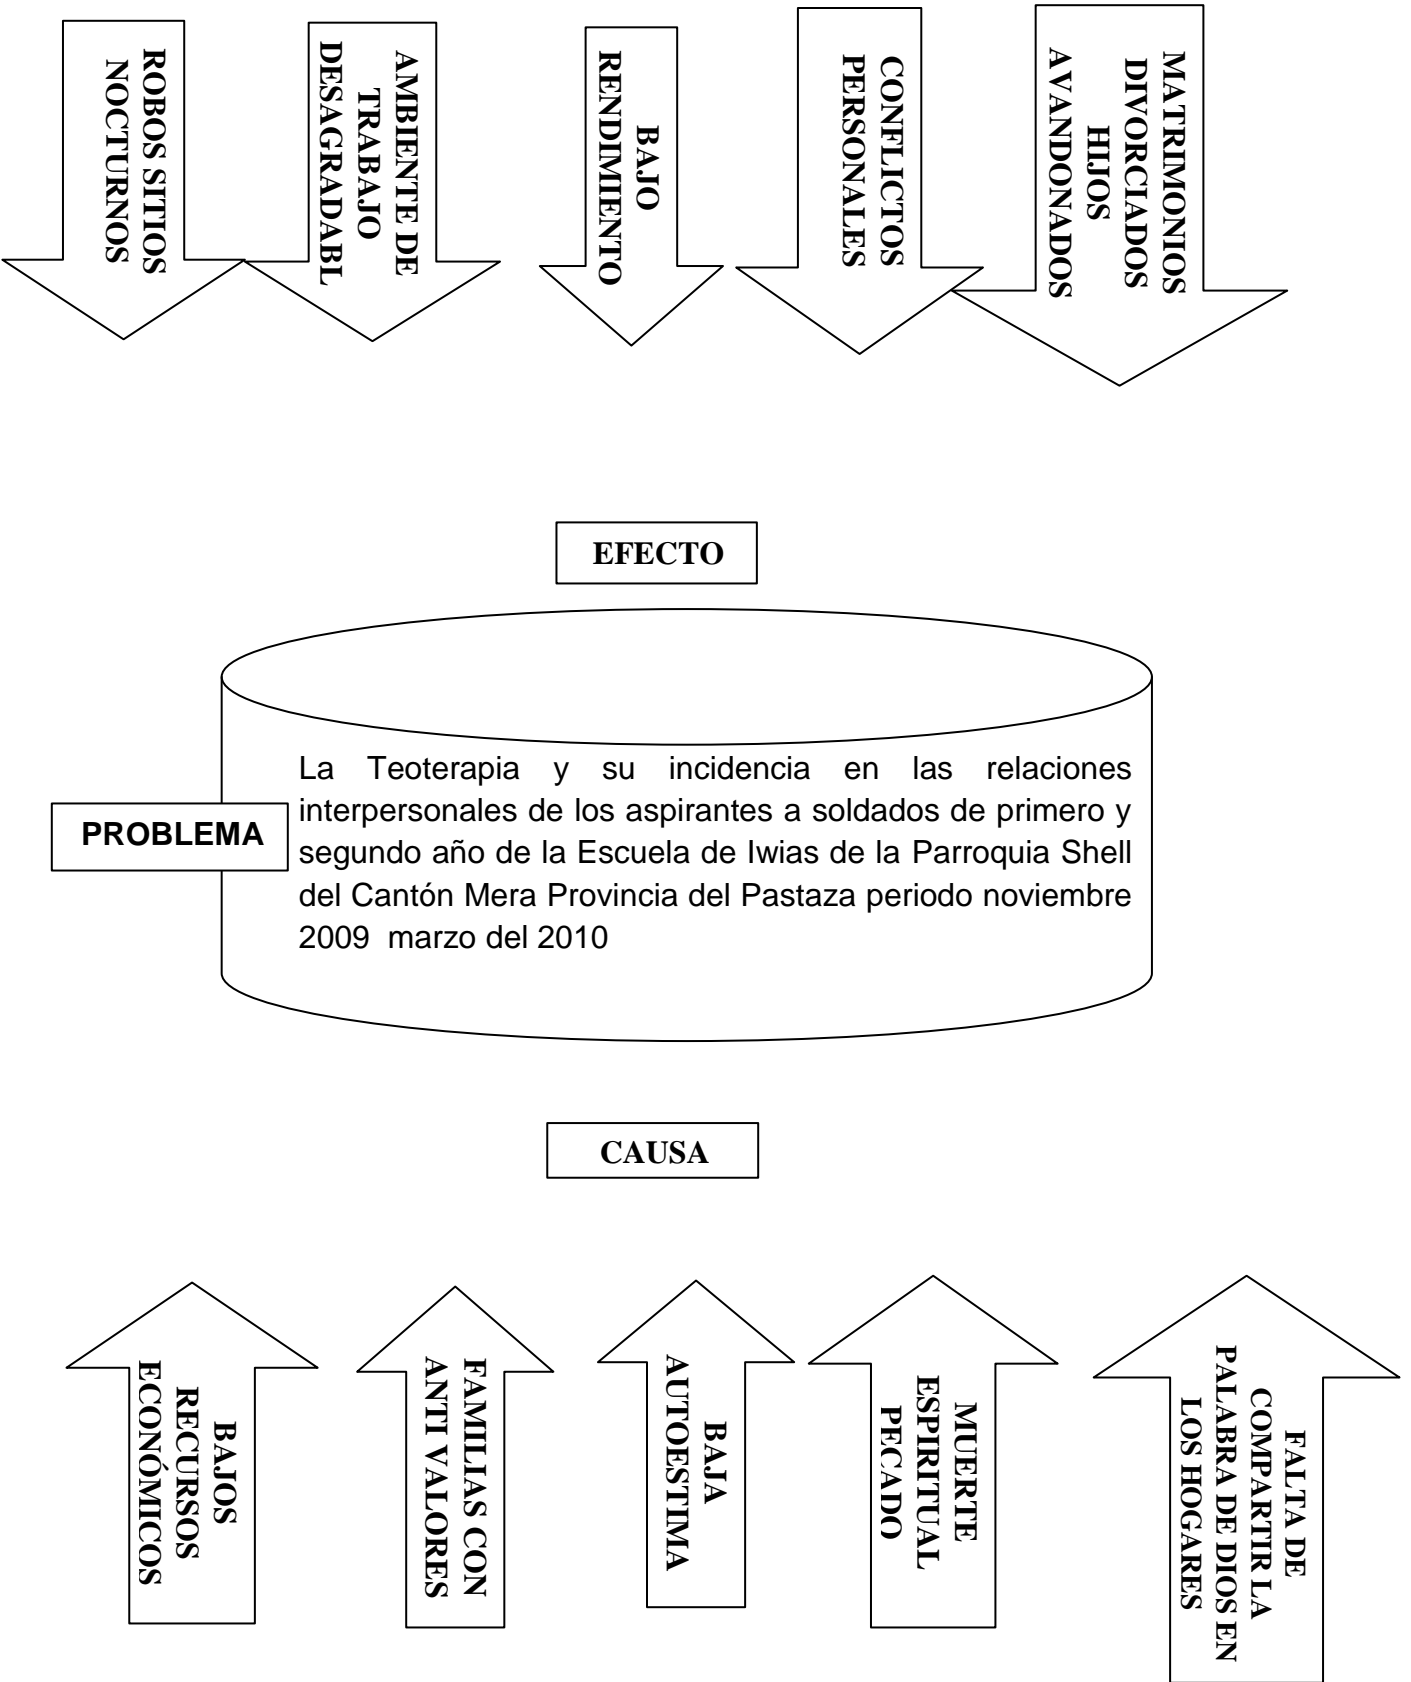 ROBOS SITIOS
NOCTURNOS
AMBIENTE DE
TRABAJO
DESAGRADABL
BAJO
RENDIMIENTO
CONFLICTOS
PERSONALES
MATRIMONIOS
DIVORCIADOS
HIJOS
AVANDONADOS
EFECTO
PROBLEMA
La Teoterapia y su incidencia en las relaciones
interpersonales de los aspirantes a soldados de primero y
segundo año de la Escuela de Iwias de la Parroquia Shell
del Cantón Mera Provincia del Pastaza periodo noviembre
2009 marzo del 2010
CAUSA
BAJOS
RECURSOS
ECONÓMICOS
FAMILIAS CON
ANTI VALORES
BAJA
AUTOESTIMA
MUERTE
ESPIRITUAL
PECADO
FALTA DE
COMPARTIR LA
PALABRA DE DIOS EN
LOS HOGARES